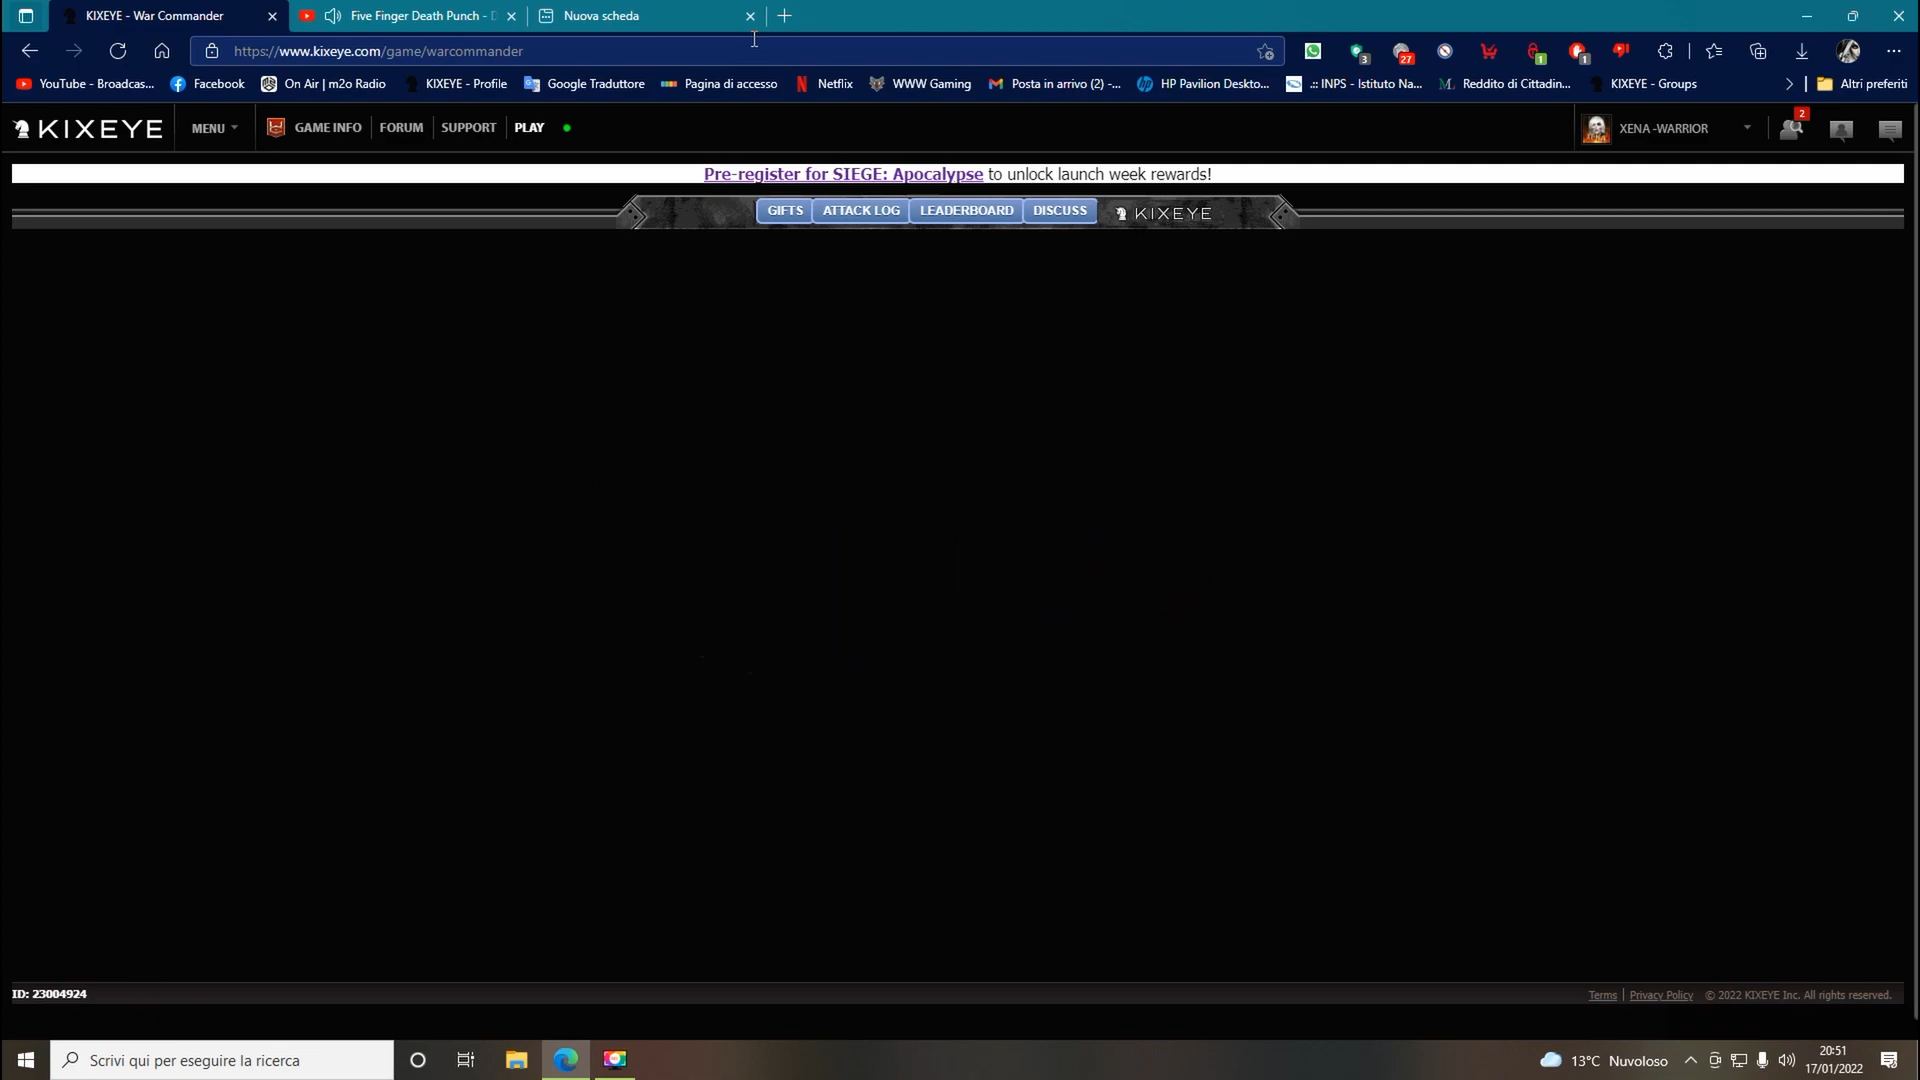 KIXEYE - War Commander
Five Finger Death Punch - D
Nuova scheda
https://www.kixeye.com/game/warcommander
3
27
1
1
YouTube - Broadcas...
Facebook
On Air | m2o Radio
KIXEYE - Profile
Google Traduttore
Pagina di accesso
Netflix
WWW Gaming
Posta in arrivo (2) -...
HP Pavilion Deskto...
.:: INPS - Istituto Na...
Reddito di Cittadin...
KIXEYE - Groups
Altri preferiti
KIXEYE
MENU
GAME INFO
FORUM
SUPPORT
PLAY
XENA -WARRIOR
2
Pre-register for SIEGE: Apocalypse to unlock launch week rewards!
GIFTS
ATTACK LOG
LEADERBOARD
DISCUSS
KIXEYE
ID: 23004924
Terms | Privacy Policy © 2022 KIXEYE Inc. All rights reserved.
Scrivi qui per eseguire la ricerca
13°C Nuvoloso
20:51
17/01/2022